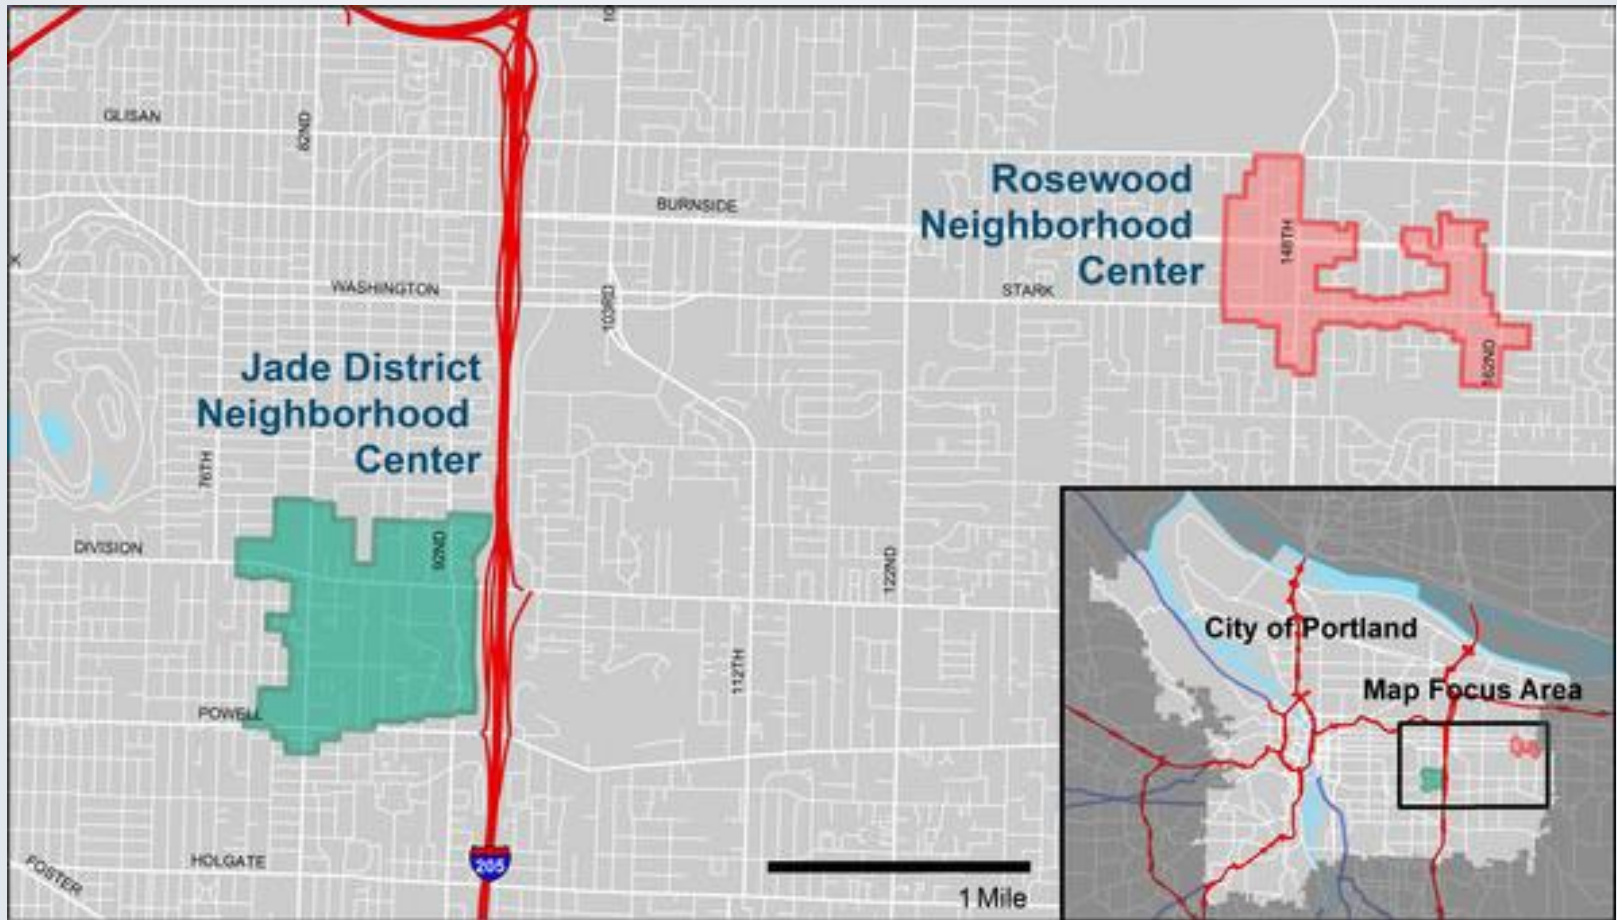 GLISAN
82ND
10
Rosewood
Neighborhood
Center
BURNSIDE
148TH
X
WASHINGTON
103RD
STARK
162ND
Jade District
Neighborhood
Center
76TH
DIVISION
92ND
122ND
112TH
POWELL
HOLGATE
FOSTER
205
1 Mile
City of Portland
Map Focus Area